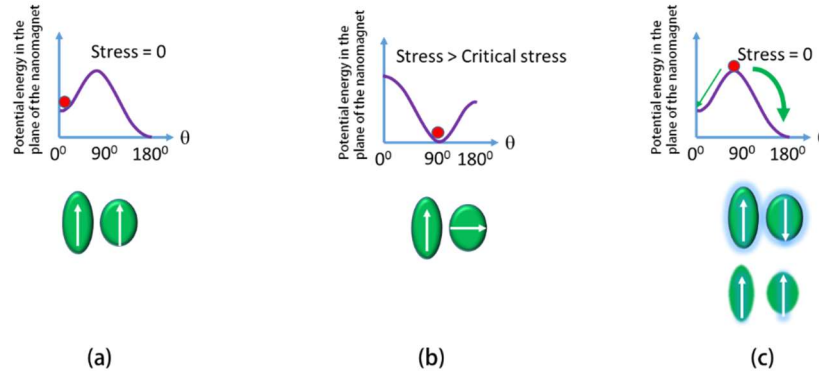 Potential energy in the
plane of the nanomagnet
Stress = 0
θ
0⁰
90⁰
180⁰
(a)
Potential energy in the
plane of the nanomagnet
Stress > Critical stress
θ
0⁰
90⁰
180⁰
(b)
Potential energy in the
plane of the nanomagnet
Stress = 0
0⁰
90⁰
180⁰
(c)